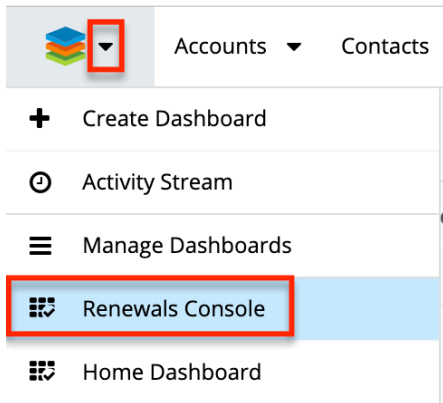 Accounts Contacts
Create Dashboard
Activity Stream
Manage Dashboards
Renewals Console
Home Dashboard